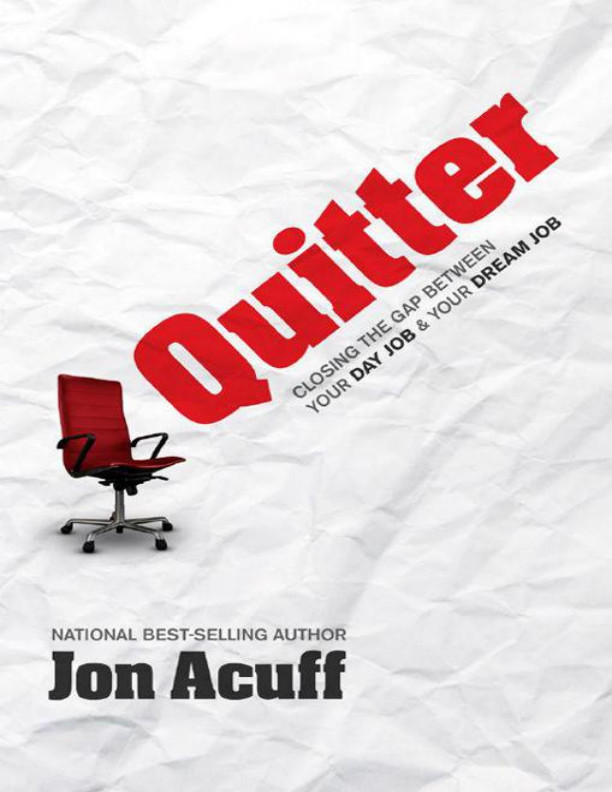 Quitter
CLOSING THE GAP BETWEEN
YOUR DAY JOB & YOUR DREAM JOB
NATIONAL BEST-SELLING AUTHOR
Jon Acuff